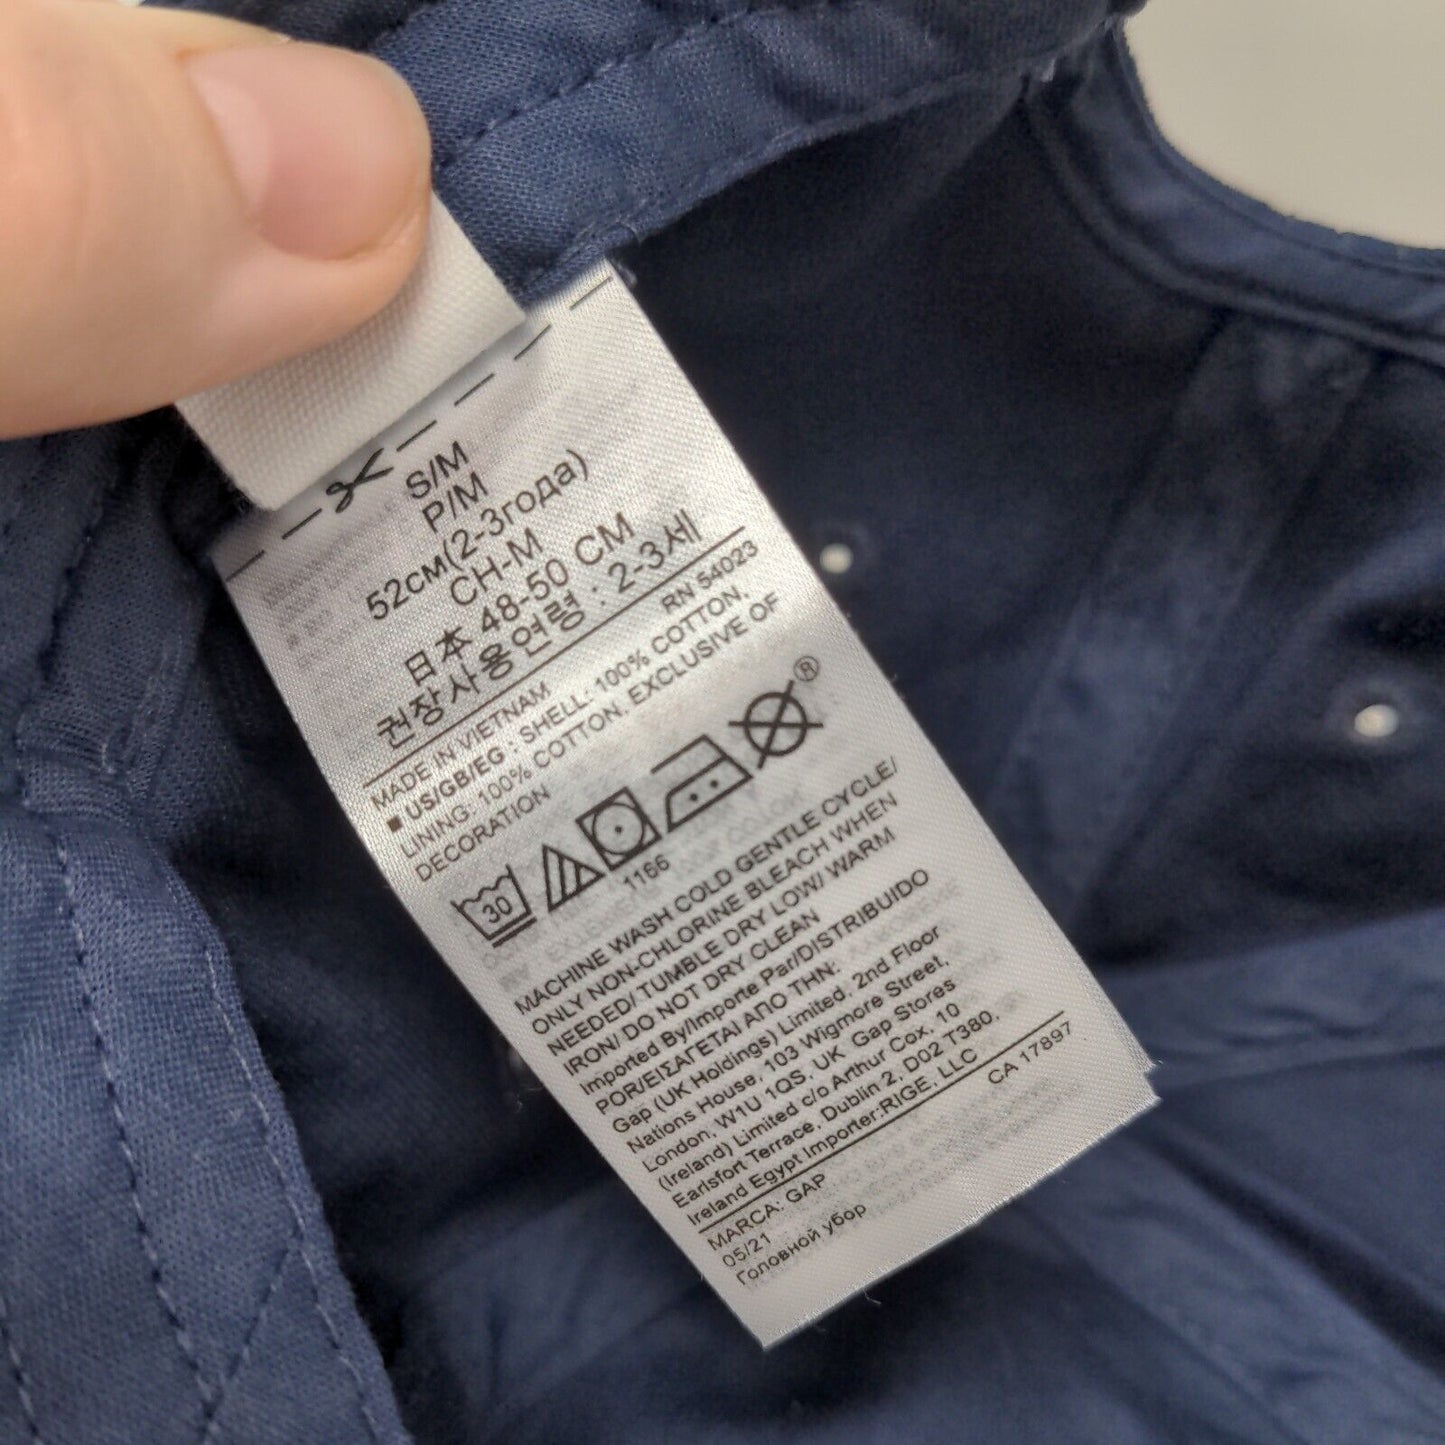 S/M
P/M
52см(2-3года)
CH-M
日本 48-50 CM
권장사용연령 : 2-3세
RN 54023
MADE IN VIETNAM
■ US/GB/EG : SHELL: 100% COTTON,
LINING: 100% COTTON. EXCLUSIVE OF
DECORATION
30
®
1166
MACHINE WASH COLD GENTLE CYCLE/
ONLY NON-CHLORINE BLEACH WHEN
NEEDED/ TUMBLE DRY LOW/ WARM
IRON/ DO NOT DRY CLEAN
Imported By/Importe Par/DISTRIBUIDO
POR/ΕΙΣΑΓΕΤΑΙ ΑΠΟ ΤΗΝ:
Gap (UK Holdings) Limited, 2nd Floor
Nations House, 103 Wigmore Street,
London, W1U 1QS, UK Gap Stores
(Ireland) Limited c/o Arthur Cox, 10
Earlsfort Terrace, Dublin 2, D02 T380,
Ireland Egypt Importer:RIGE, LLC
CA 17897
MARCA: GAP
05/21
Головной убор